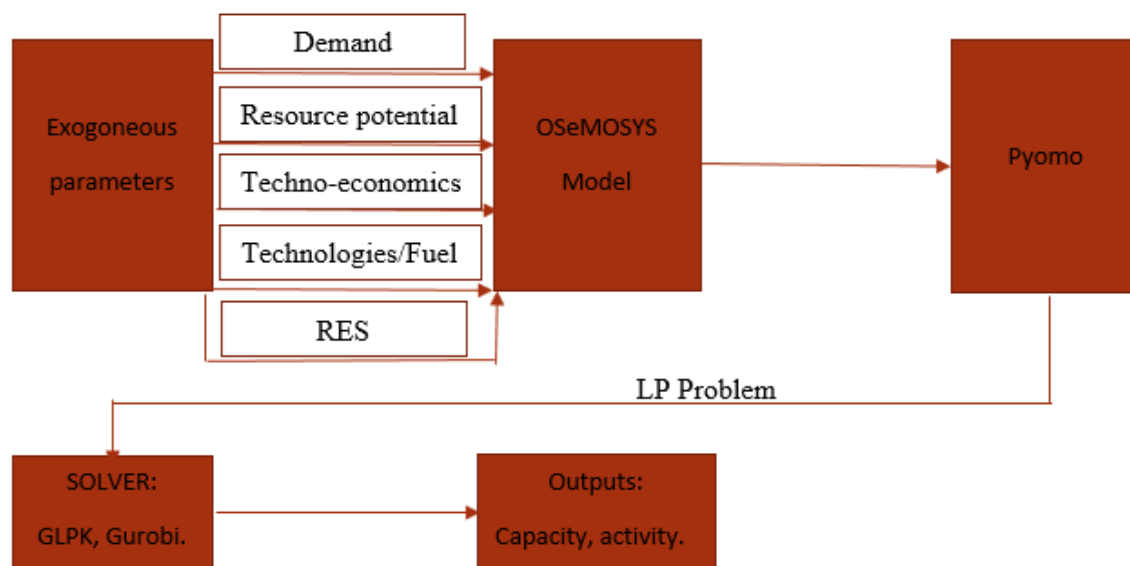 Exogoneous
parameters
Demand
Resource potential
Techno-economics
Technologies/Fuel
RES
OSeMOSYS
Model
Pyomo
LP Problem
SOLVER:
GLPK, Gurobi.
Outputs:
Capacity, activity.